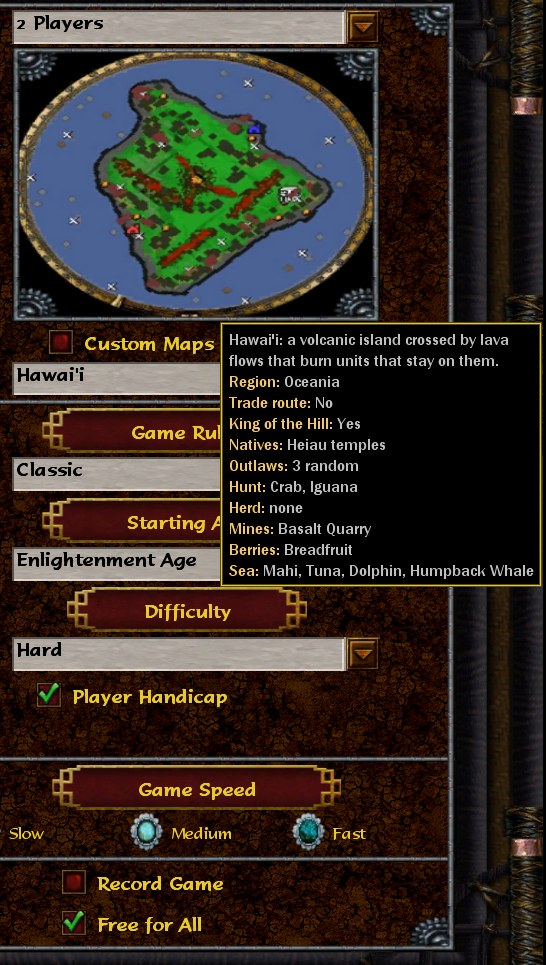 2 Players
Custom Maps
Hawai'i
Hawai'i: a volcanic island crossed by lava
flows that burn units that stay on them.
Region: Oceania
Trade route: No
King of the Hill: Yes
Natives: Heiau temples
Outlaws: 3 random
Hunt: Crab, Iguana
Herd: none
Mines: Basalt Quarry
Berries: Breadfruit
Sea: Mahi, Tuna, Dolphin, Humpback Whale
Game Rul
Classic
Starting A
Enlightenment Age
Difficulty
Hard
Player Handicap
Game Speed
Slow
Medium
Fast
Record Game
Free for All